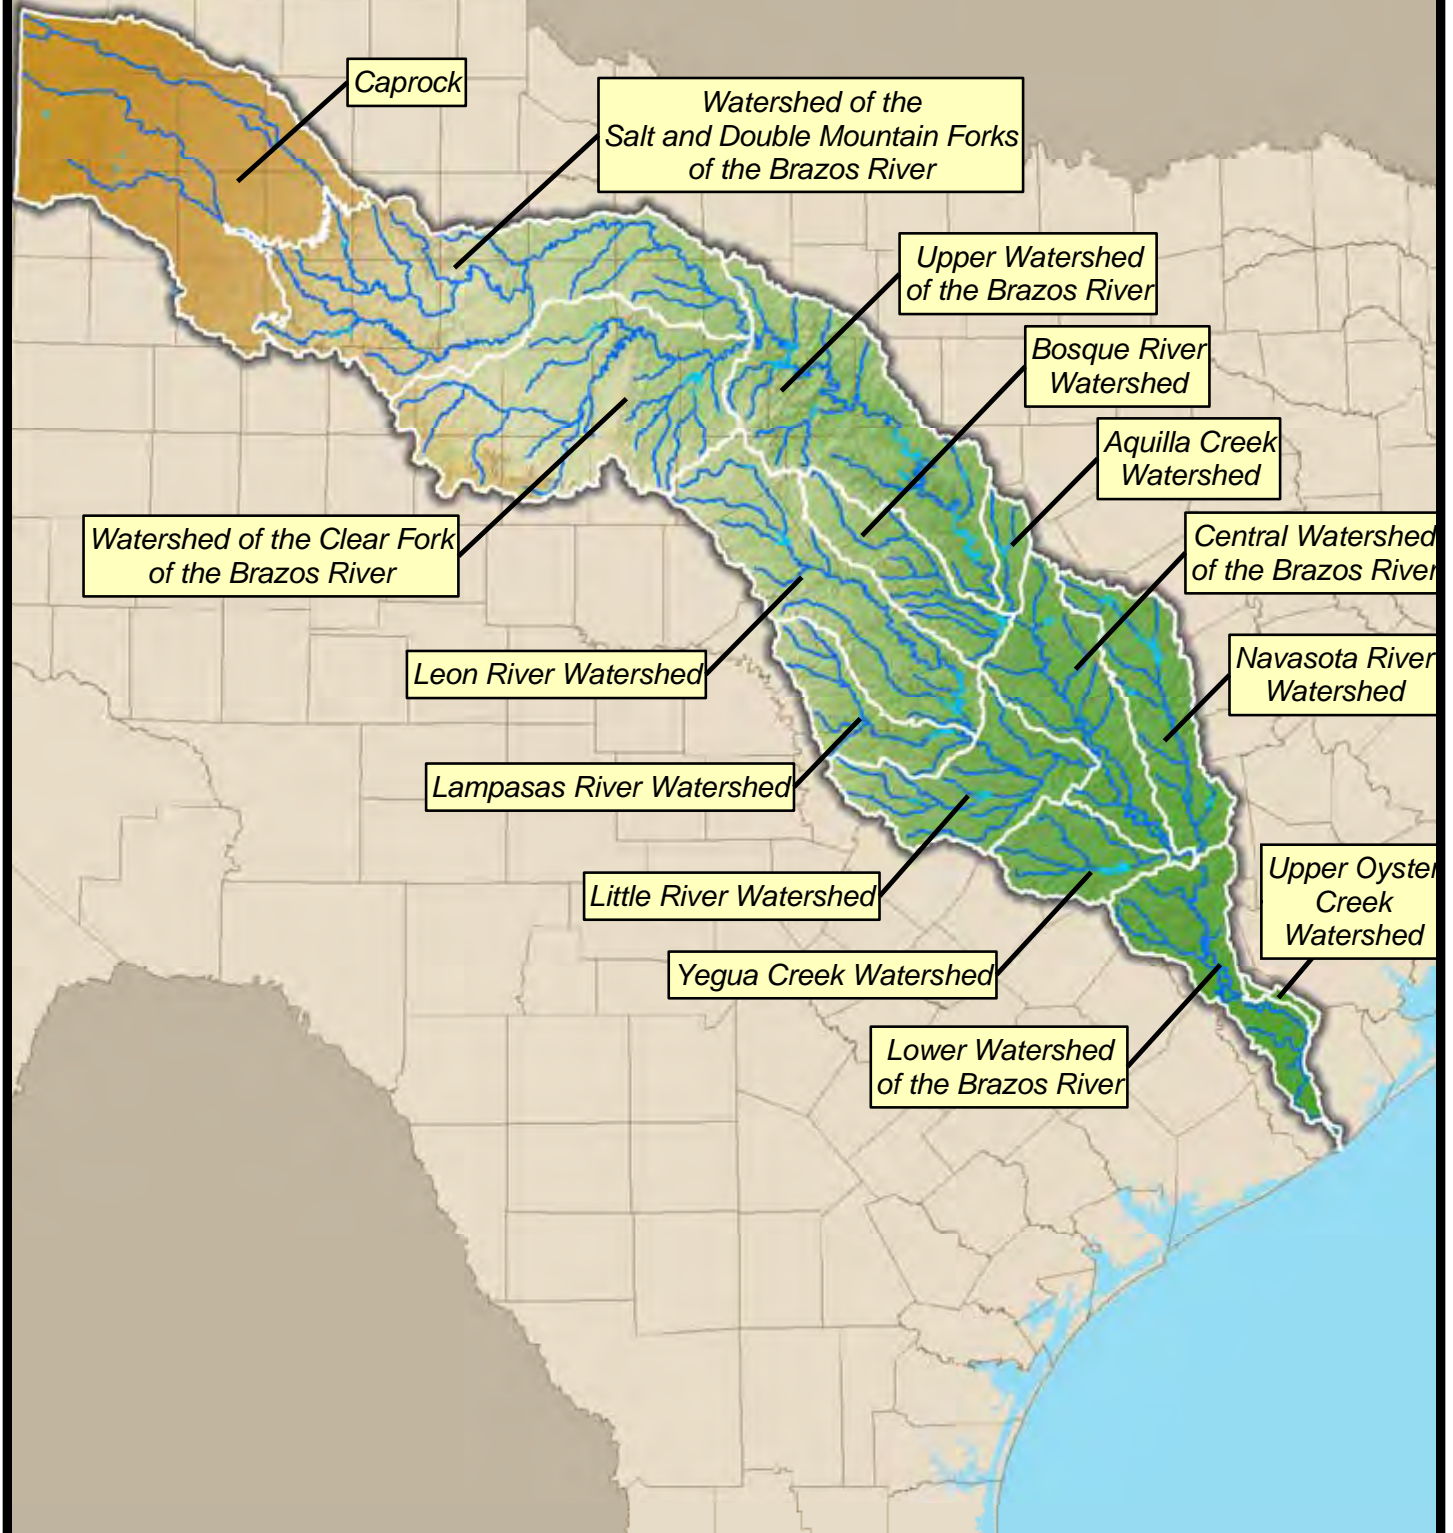 Caprock
Watershed of the
Salt and Double Mountain Forks
of the Brazos River
Upper Watershed
of the Brazos River
Bosque River
Watershed
Aquilla Creek
Watershed
Watershed of the Clear Fork
of the Brazos River
Central Watershed
of the Brazos River
Leon River Watershed
Navasota River
Watershed
Lampasas River Watershed
Little River Watershed
Upper Oyster
Creek
Watershed
Yegua Creek Watershed
Lower Watershed
of the Brazos River